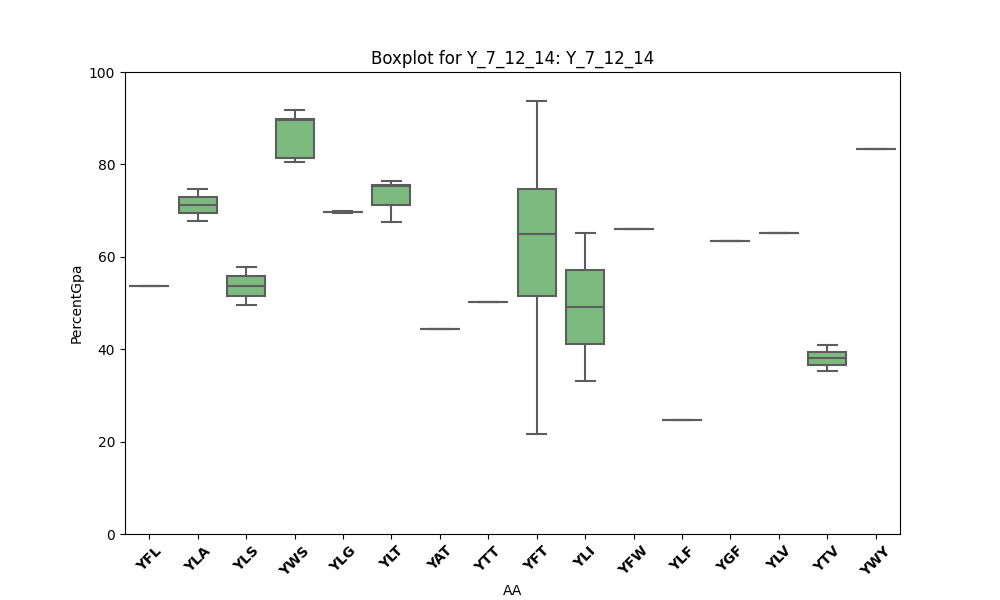 Boxplot for Y_7_12_14: Y_7_12_14
100
80
60
40
20
0
PercentGpa
YFL YLA YLS YWS YLG YLT YAT YTT YFT YLI YFW YLF YGF YLV YTV YWY
AA